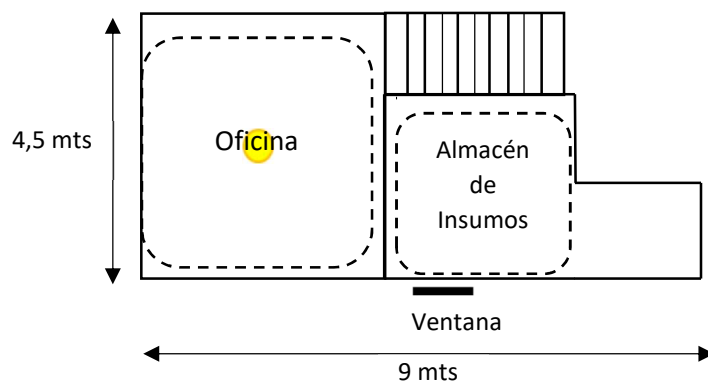 4,5 mts
Oficina
Almacén
de
Insumos
Ventana
9 mts